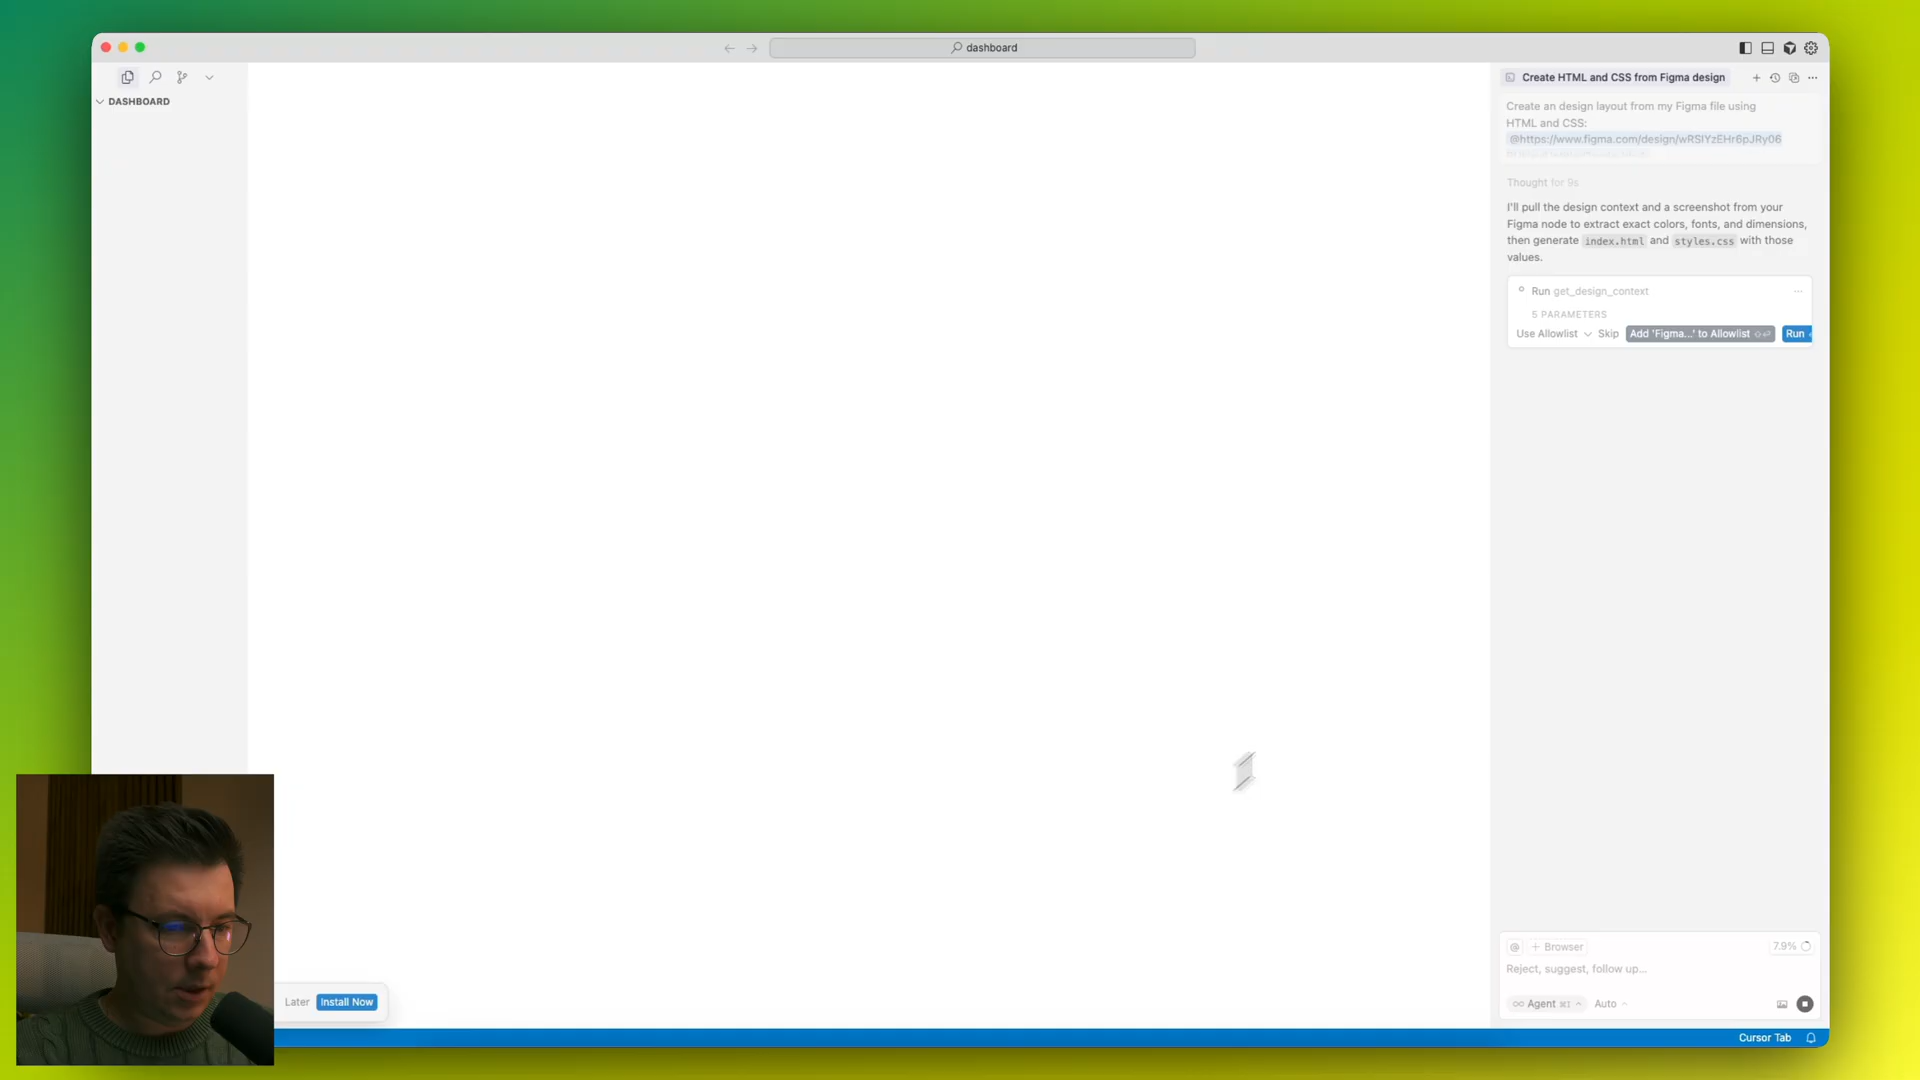 dashboard
DASHBOARD
Create HTML and CSS from Figma design
Create an design layout from my Figma file using
HTML and CSS:
@https://www.figma.com/design/wRSIYzEHr6pJRy06
Thought for 9s
I'll pull the design context and a screenshot from your
Figma node to extract exact colors, fonts, and dimensions,
then generate index.html and styles.css with those
values.
Run get_design_context
5 PARAMETERS
Use Allowlist Skip Add 'Figma...' to Allowlist Run
@ + Browser 7.9%
Reject, suggest, follow up...
Agent ⌘I Auto
Later Install Now
Cursor Tab